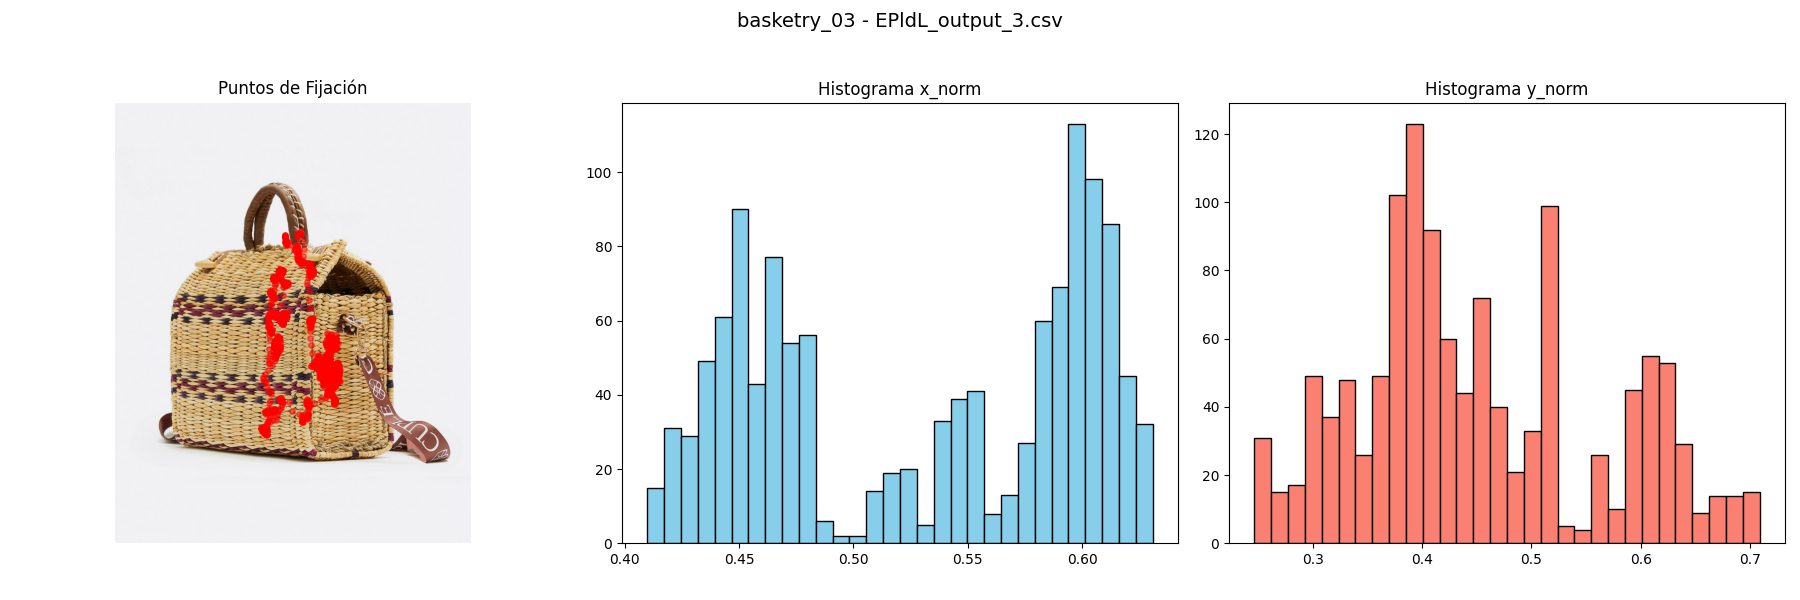 basketry_03 - EPldL_output_3.csv
Puntos de Fijación
Histograma x_norm
100
80
60
40
20
0
0.40 0.45 0.50 0.55 0.60
Histograma y_norm
120
100
80
60
40
20
0
0.3 0.4 0.5 0.6 0.7